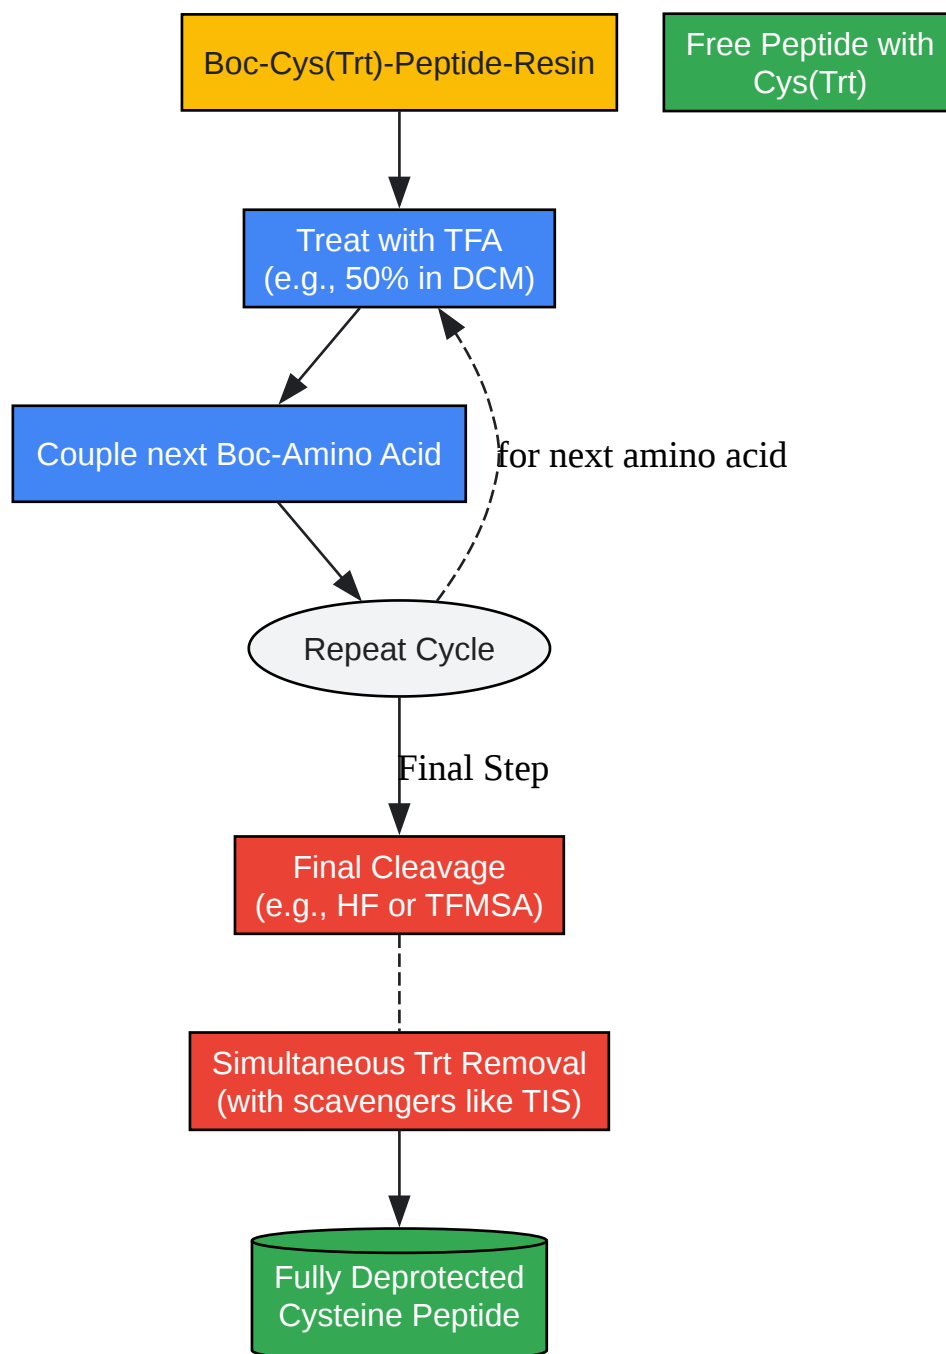 Boc-Cys(Trt)-Peptide-Resin
Free Peptide with
Cys(Trt)
Treat with TFA
(e.g., 50% in DCM)
Couple next Boc-Amino Acid
for next amino acid
Repeat Cycle
Final Step
Final Cleavage
(e.g., HF or TFMSA)
Simultaneous Trt Removal
(with scavengers like TIS)
Fully Deprotected
Cysteine Peptide